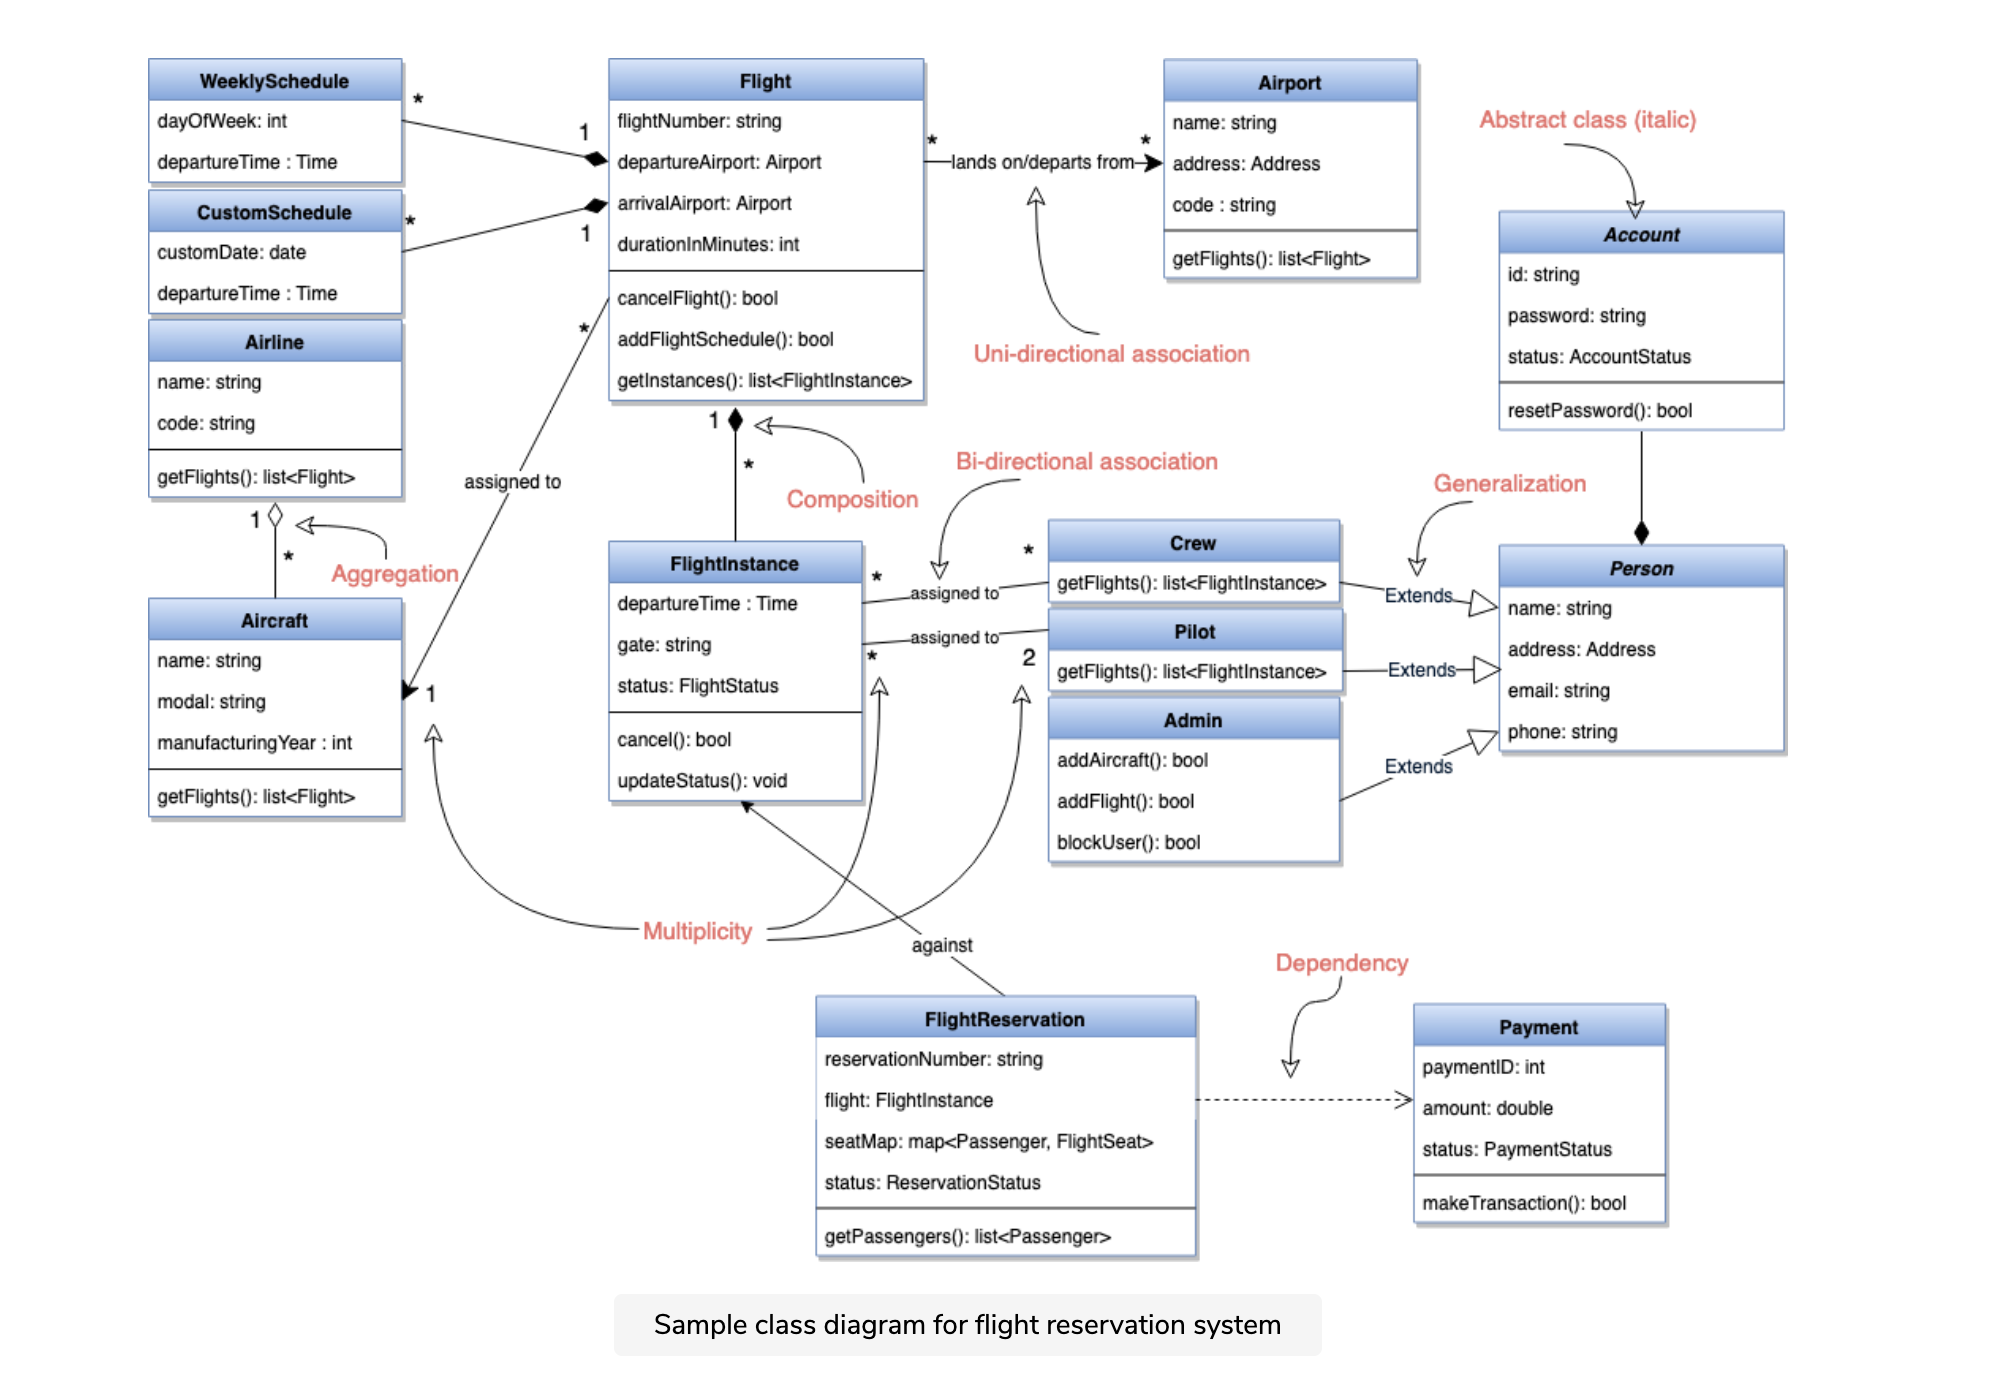 WeeklySchedule
dayOfWeek: int
departureTime : Time
*
1
CustomSchedule
customDate: date
departureTime : Time
*
1
Airline
name: string
code: string
getFlights(): list<Flight>
1
*
Aggregation
Aircraft
name: string
modal: string
manufacturingYear : int
getFlights(): list<Flight>
Flight
flightNumber: string
departureAirport: Airport
arrivalAirport: Airport
durationInMinutes: int
cancelFlight(): bool
addFlightSchedule(): bool
getInstances(): list<FlightInstance>
*
assigned to
1
*
lands on/departs from
*
Uni-directional association
Airport
name: string
address: Address
code : string
getFlights(): list<Flight>
Abstract class (italic)
Account
id: string
password: string
status: AccountStatus
resetPassword(): bool
1
*
Composition
FlightInstance
departureTime : Time
gate: string
status: FlightStatus
cancel(): bool
updateStatus(): void
Bi-directional association
*
assigned to
*
*
assigned to
2
Crew
getFlights(): list<FlightInstance>
Pilot
getFlights(): list<FlightInstance>
Admin
addAircraft(): bool
addFlight(): bool
blockUser(): bool
Generalization
Extends
Extends
Extends
Person
name: string
address: Address
email: string
phone: string
Multiplicity
against
FlightReservation
reservationNumber: string
flight: FlightInstance
seatMap: map<Passenger, FlightSeat>
status: ReservationStatus
getPassengers(): list<Passenger>
Dependency
Payment
paymentID: int
amount: double
status: PaymentStatus
makeTransaction(): bool
Sample class diagram for flight reservation system